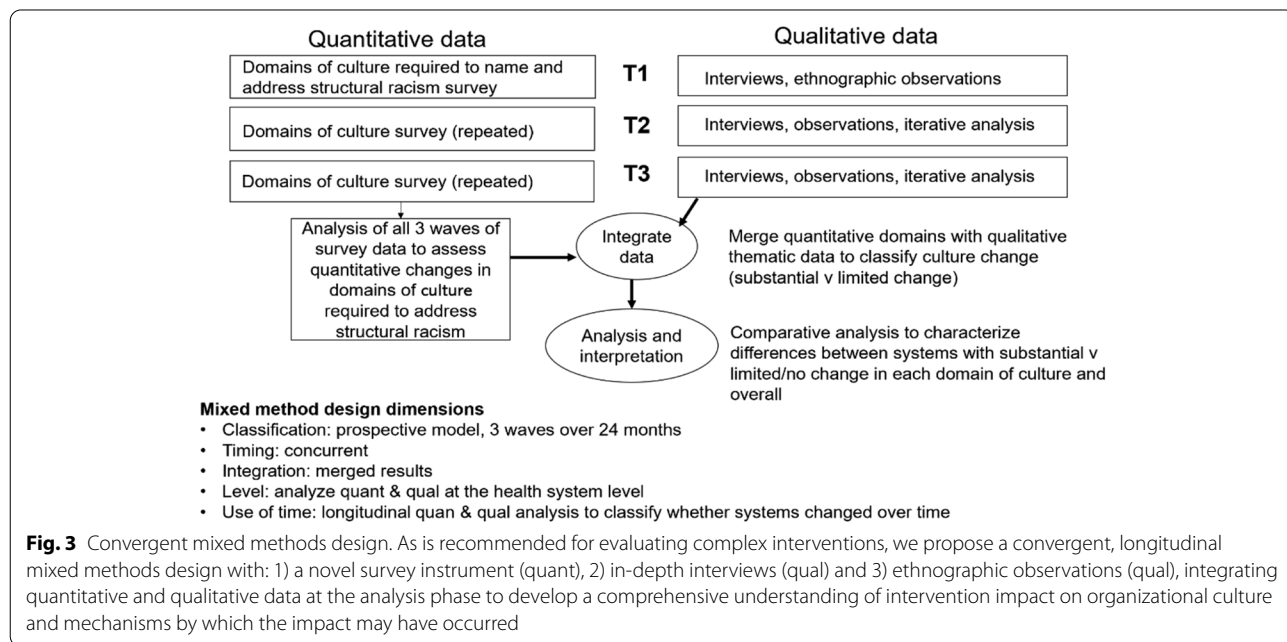 Quantitative data
Qualitative data
Domains of culture required to name and
address structural racism survey
T1
Interviews, ethnographic observations
Domains of culture survey (repeated)
T2
Interviews, observations, iterative analysis
Domains of culture survey (repeated)
T3
Interviews, observations, iterative analysis
Analysis of all 3 waves of
survey data to assess
quantitative changes in
domains of culture
required to address
structural racism
Integrate
data
Merge quantitative domains with qualitative
thematic data to classify culture change
(substantial v limited change)
Analysis and
interpretation
Comparative analysis to characterize
differences between systems with substantial v
limited/no change in each domain of culture and
overall
Mixed method design dimensions
• Classification: prospective model, 3 waves over 24 months
• Timing: concurrent
• Integration: merged results
• Level: analyze quant & qual at the health system level
• Use of time: longitudinal quan & qual analysis to classify whether systems changed over time
Fig. 3 Convergent mixed methods design. As is recommended for evaluating complex interventions, we propose a convergent, longitudinal
mixed methods design with: 1) a novel survey instrument (quant), 2) in-depth interviews (qual) and 3) ethnographic observations (qual), integrating
quantitative and qualitative data at the analysis phase to develop a comprehensive understanding of intervention impact on organizational culture
and mechanisms by which the impact may have occurred